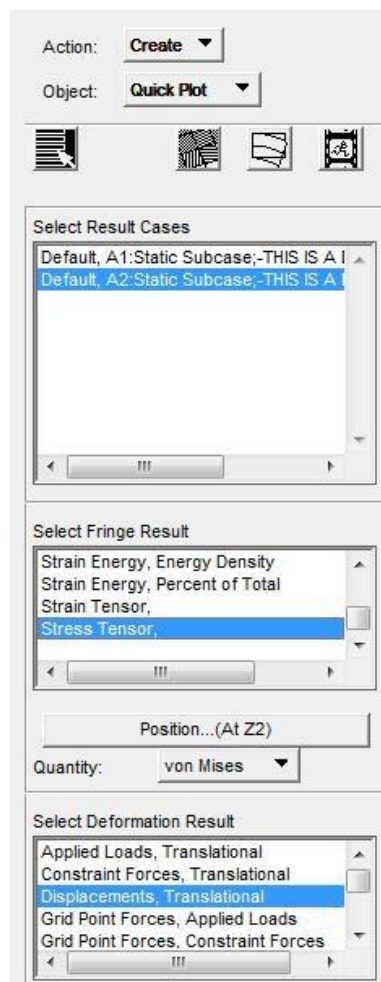 Action: Create
Object: Quick Plot
Select Result Cases
Default, A1:Static Subcase;-THIS IS A
Default, A2:Static Subcase;-THIS IS A
Select Fringe Result
Strain Energy, Energy Density
Strain Energy, Percent of Total
Strain Tensor,
Stress Tensor,
Position...(At Z2)
Quantity: von Mises
Select Deformation Result
Applied Loads, Translational
Constraint Forces, Translational
Displacements, Translational
Grid Point Forces, Applied Loads
Grid Point Forces, Constraint Forces